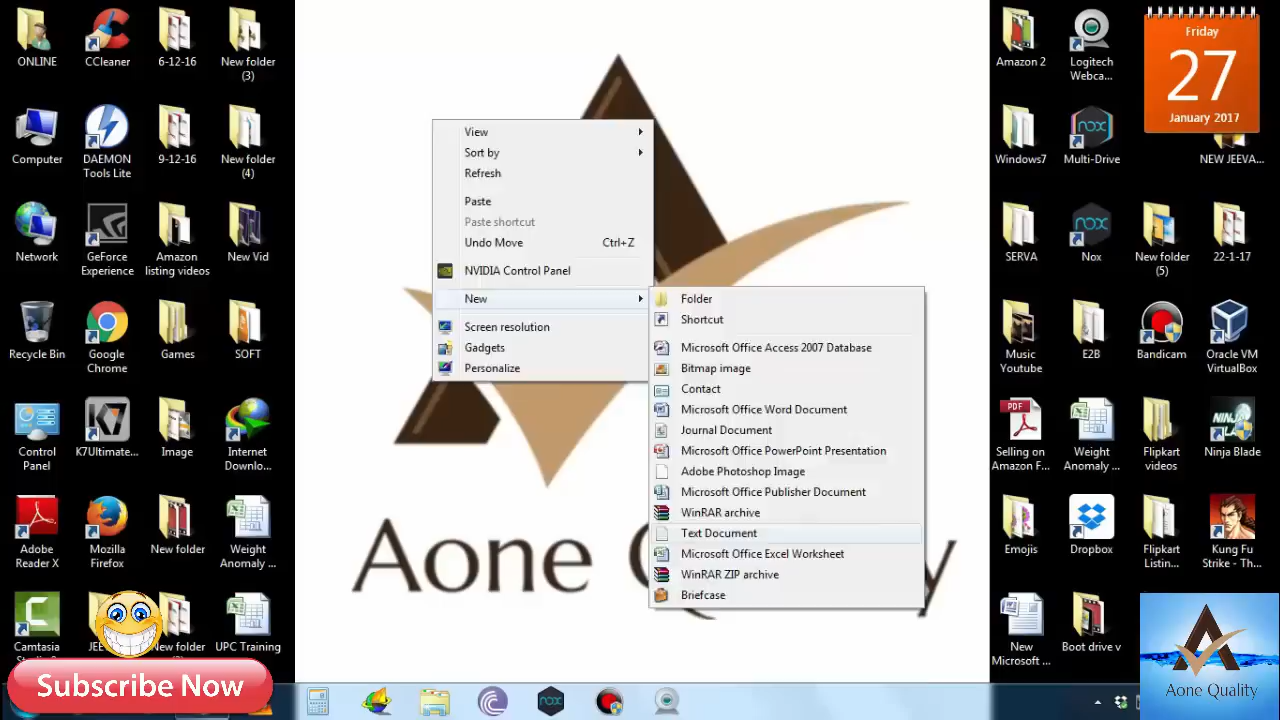 ONLINE
CCleaner
6-12-16
New folder
(3)
Amazon 2
Logitech
Webca...
Friday
27
January 2017
Computer
DAEMON
Tools Lite
9-12-16
New folder
(4)
Windows7
Multi-Drive
NEW JEEVA...
Network
GeForce
Experience
Amazon
listing videos
New Vid
SERVA
Nox
New folder
(5)
22-1-17
Recycle Bin
Google
Chrome
Games
SOFT
Music
Youtube
E2B
Bandicam
Oracle VM
VirtualBox
Control
Panel
K7Ultimate...
Image
Internet
Downlo...
PDF
Selling on
Amazon F...
Weight
Anomaly ...
Flipkart
videos
NINJA
Ninja Blade
Adobe
Reader X
Mozilla
Firefox
New folder
Weight
Anomaly ...
Emojis
Dropbox
Flipkart
Listin...
Kung Fu
Strike - Th...
Camtasia
New folder
UPC Training
New
Microsoft ...
Boot drive v
View
Sort by
Refresh
Paste
Paste shortcut
Undo Move Ctrl+Z
NVIDIA Control Panel
New
Screen resolution
Gadgets
Personalize
Folder
Shortcut
Microsoft Office Access 2007 Database
Bitmap image
Contact
Microsoft Office Word Document
Journal Document
Microsoft Office PowerPoint Presentation
Adobe Photoshop Image
Microsoft Office Publisher Document
WinRAR archive
Text Document
Microsoft Office Excel Worksheet
WinRAR ZIP archive
Briefcase
Aone
Subscribe Now
nox
Aone Quality